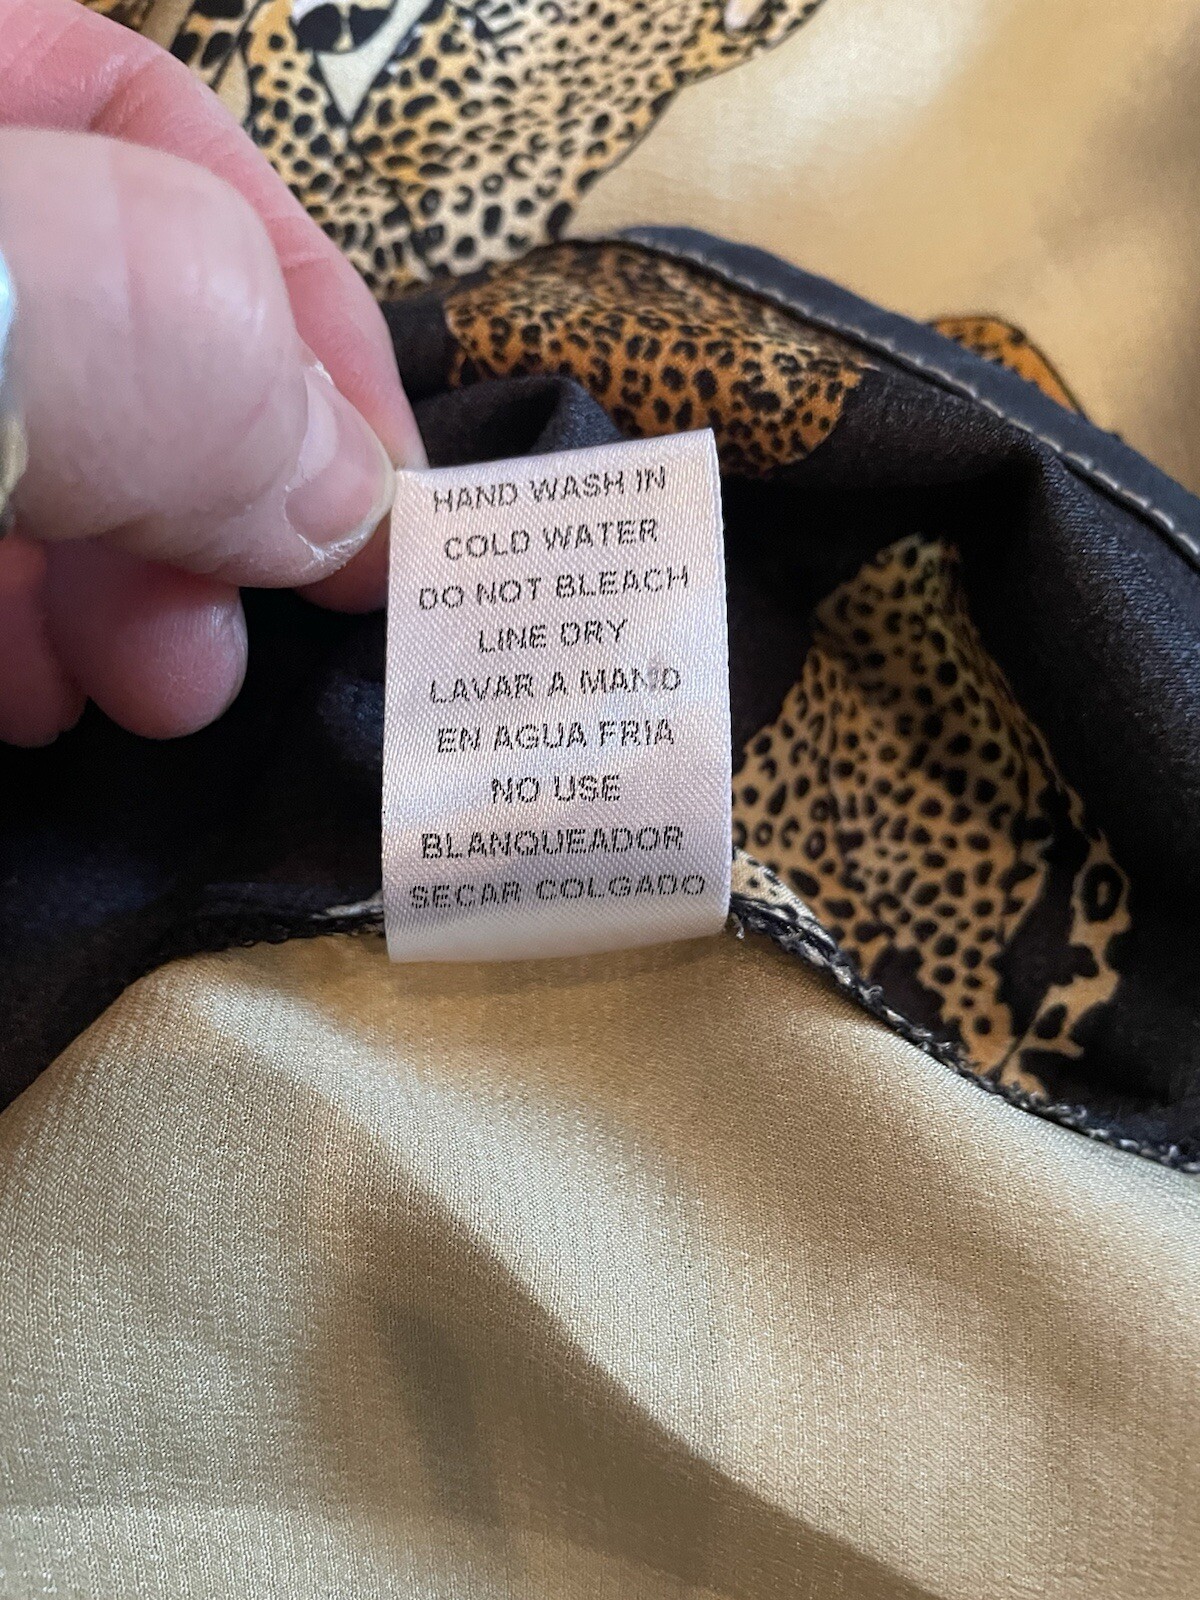 HAND WASH IN
COLD WATER
DO NOT BLEACH
LINE DRY
LAVAR A MANO
EN AGUA FRIA
NO USE
BLANQUEADOR
SECAR COLGADO